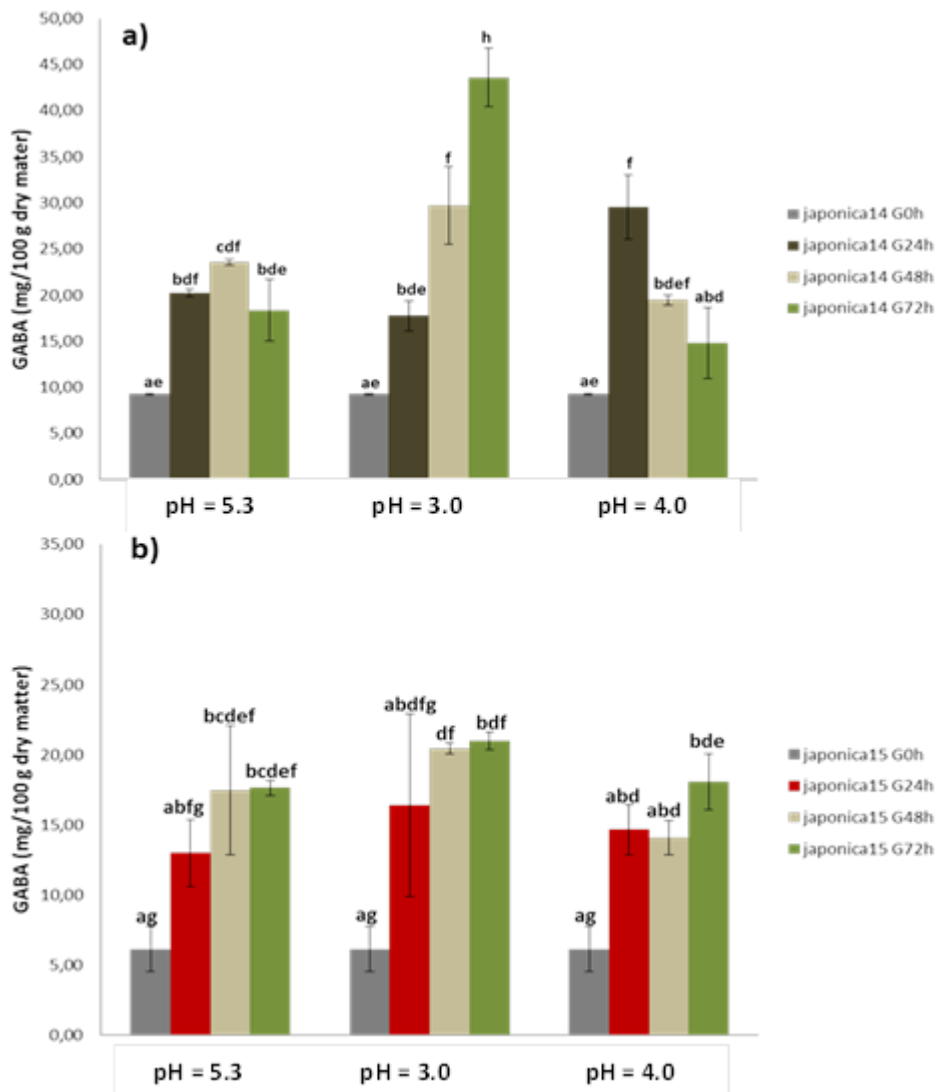 a)
GABA (mg/100 g dry mater)
50,00
45,00
40,00
35,00
30,00
25,00
20,00
15,00
10,00
5,00
0,00
ae bdf cdf bde
ae bde f h
ae f bdef abd
pH = 5.3 pH = 3.0 pH = 4.0
japonica14 G0h
japonica14 G24h
japonica14 G48h
japonica14 G72h
b)
GABA (mg/100 g dry matter)
35,00
30,00
25,00
20,00
15,00
10,00
5,00
0,00
ag abfg bcdef bcdef
ag abdfg df bdf
ag abd abd bde
pH = 5.3 pH = 3.0 pH = 4.0
japonica15 G0h
japonica15 G24h
japonica15 G48h
japonica15 G72h